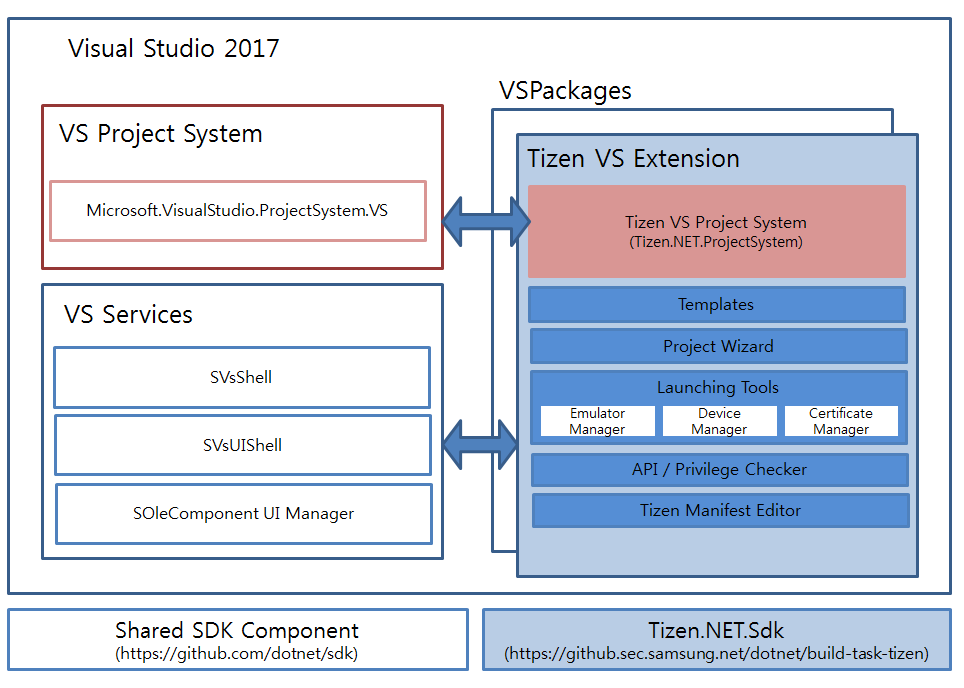 Visual Studio 2017
VS Project System
Microsoft.VisualStudio.ProjectSystem.VS
VS Services
SVsShell
SVsUIShell
SOleComponent UI Manager
VSPackages
Tizen VS Extension
Tizen VS Project System
(Tizen.NET.ProjectSystem)
Templates
Project Wizard
Launching Tools
Emulator
Manager
Device
Manager
Certificate
Manager
API / Privilege Checker
Tizen Manifest Editor
Shared SDK Component
(https://github.com/dotnet/sdk)
Tizen.NET.Sdk
(https://github.sec.samsung.net/dotnet/build-task-tizen)